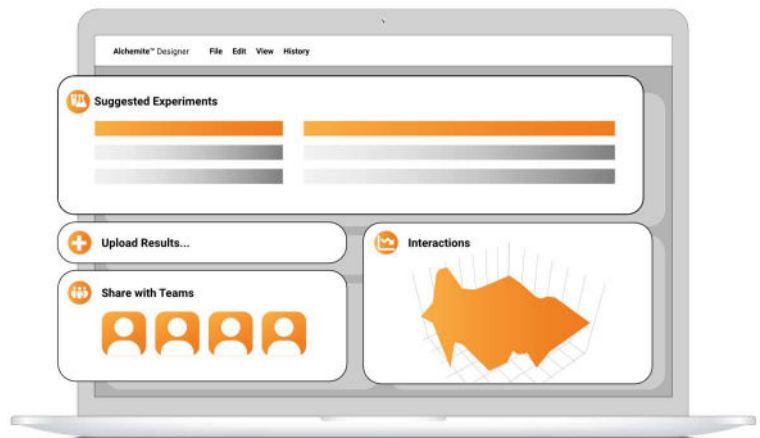 Alchemite™ Designer File Edit View History
Suggested Experiments
Upload Results...
Interactions
Share with Teams